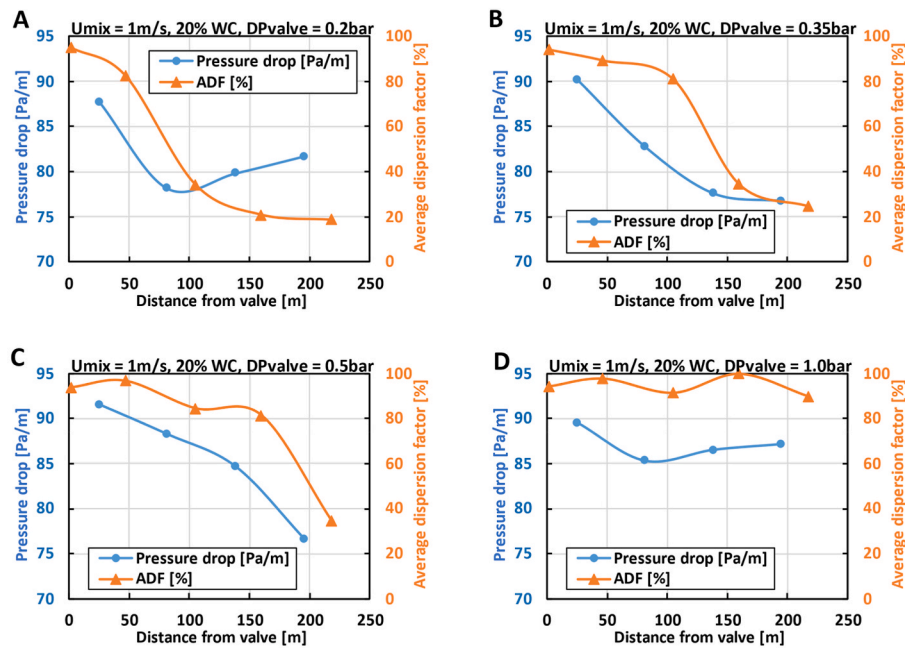 A
Umix = 1m/s, 20% WC, DPvalve = 0.2bar
Pressure drop [Pa/m]
95
90
85
80
75
70
Pressure drop [Pa/m]
ADF [%]
100
80
60
40
20
0
Average dispersion factor [%]
0 50 100 150 200 250
Distance from valve [m]
B
Umix = 1m/s, 20% WC, DPvalve = 0.35bar
Pressure drop [Pa/m]
95
90
85
80
75
70
Pressure drop [Pa/m]
ADF [%]
100
80
60
40
20
0
Average dispersion factor [%]
0 50 100 150 200 250
Distance from valve [m]
C
Umix = 1m/s, 20% WC, DPvalve = 0.5bar
Pressure drop [Pa/m]
95
90
85
80
75
70
Pressure drop [Pa/m]
ADF [%]
100
80
60
40
20
0
Average dispersion factor [%]
0 50 100 150 200 250
Distance from valve [m]
D
Umix = 1m/s, 20% WC, DPvalve = 1.0bar
Pressure drop [Pa/m]
95
90
85
80
75
70
Pressure drop [Pa/m]
ADF [%]
100
80
60
40
20
0
Average dispersion factor [%]
0 50 100 150 200 250
Distance from valve [m]